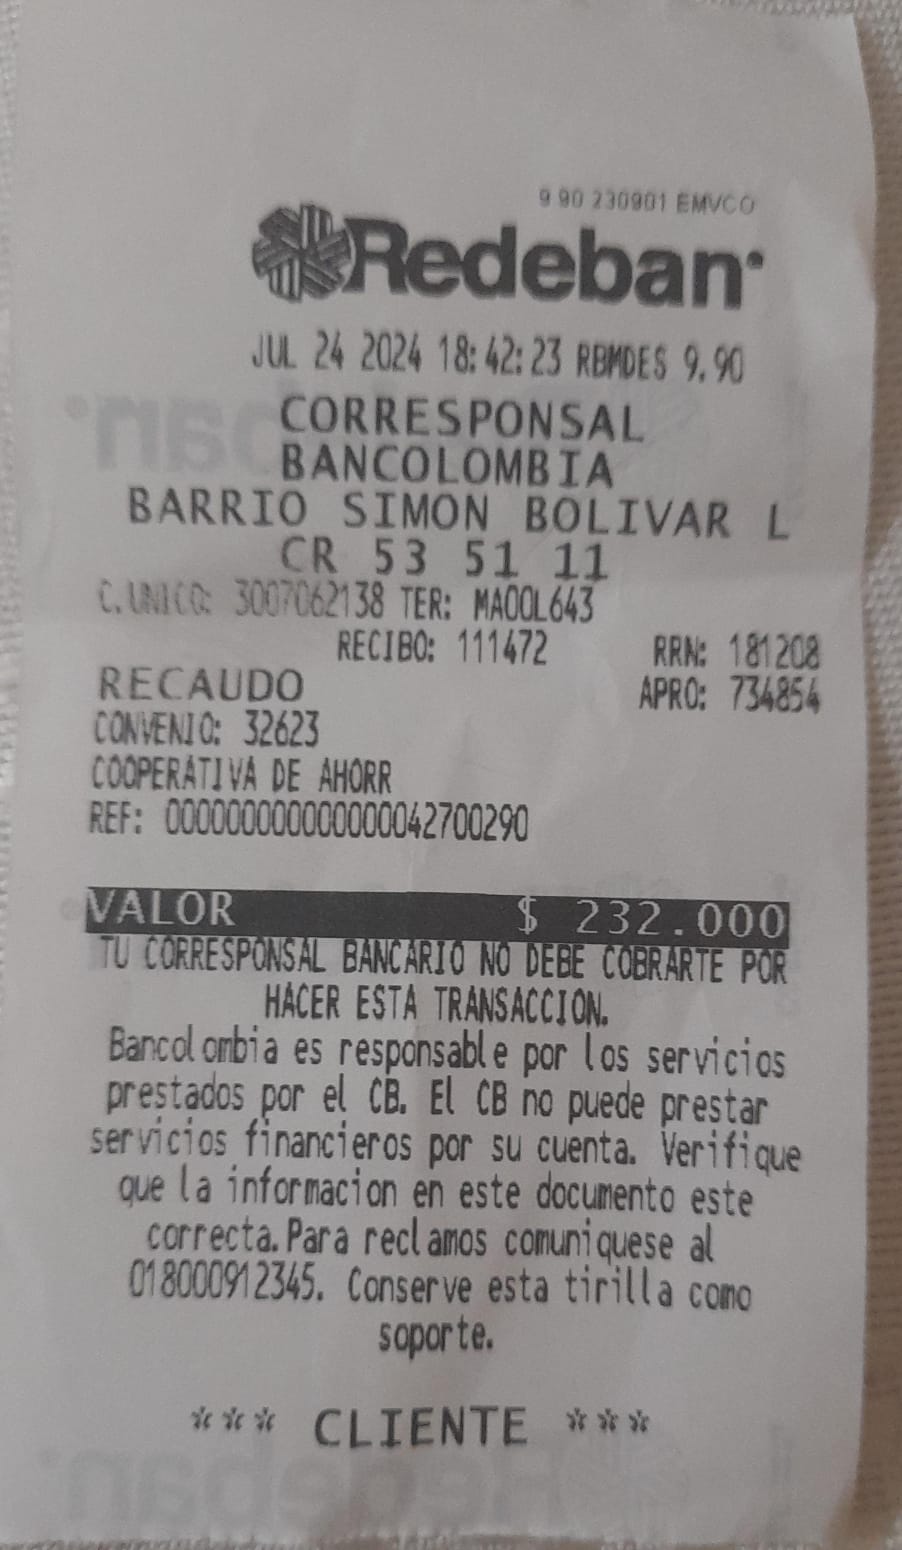 9 90 230901 EMVCO
Redeban
JUL 24 2024 18:42:23 RBMDES 9.90
CORRESPONSAL
BANCOLOMBIA
BARRIO SIMON BOLIVAR L
CR 53 51 11
C.UNICO: 3007062138 TER: MAOOL643
RECIBO: 111472 RRN: 181208
RECAUDO APRO: 734854
CONVENIO: 32623
COOPERATIVA DE AHORR
REF: 000000000000000042700290
VALOR $ 232.000
TU CORRESPONSAL BANCARIO NO DEBE COBRARTE POR
HACER ESTA TRANSACCION.
Bancolombia es responsable por los servicios
prestados por el CB. El CB no puede prestar
servicios financieros por su cuenta. Verifique
que la informacion en este documento este
correcta.Para reclamos comuniquese al
018000912345. Conserve esta tirilla como
soporte.
*** CLIENTE ***